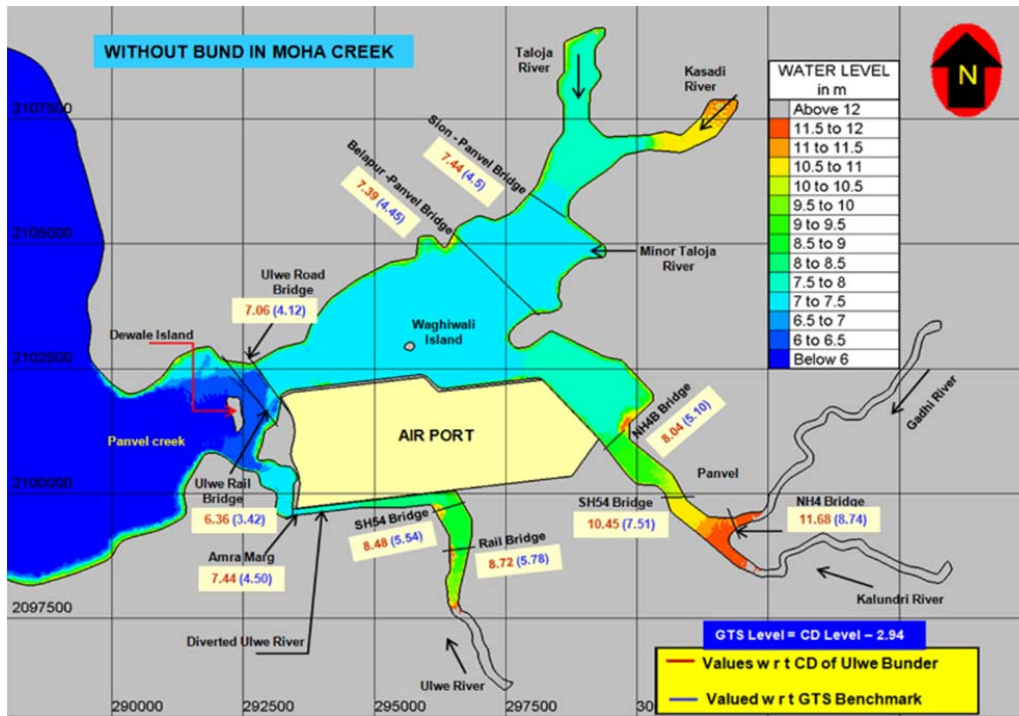 WITHOUT BUND IN MOHA CREEK
Taloja
River
Kasadi
River
N
WATER LEVEL
in m
Above 12
11.5 to 12
11 to 11.5
10.5 to 11
10 to 10.5
9.5 to 10
9 to 9.5
8.5 to 9
8 to 8.5
7.5 to 8
7 to 7.5
6.5 to 7
6 to 6.5
Below 6
2107500
Sion - Panvel Bridge
7.44 (4.5)
Belapur -Panvel Bridge
7.39 (4.45)
2105000
Minor Taloja
River
Ulwe Road
Bridge
7.06 (4.12)
Dewale Island
Waghiwali
Island
2102500
Gadhi River
NH4B Bridge
8.04 (5.10)
AIR PORT
Panvel creek
Panvel
2100000
Ulwe Rail
Bridge
6.36 (3.42)
SH54 Bridge
8.48 (5.54)
SH54 Bridge
10.45 (7.51)
NH4 Bridge
11.68 (8.74)
Amra Marg
7.44 (4.50)
Rail Bridge
8.72 (5.78)
Kalundri River
2097500
Diverted Ulwe River
Ulwe River
GTS Level = CD Level – 2.94
Values w r t CD of Ulwe Bunder
Valued w r t GTS Benchmark
290000
292500
295000
297500